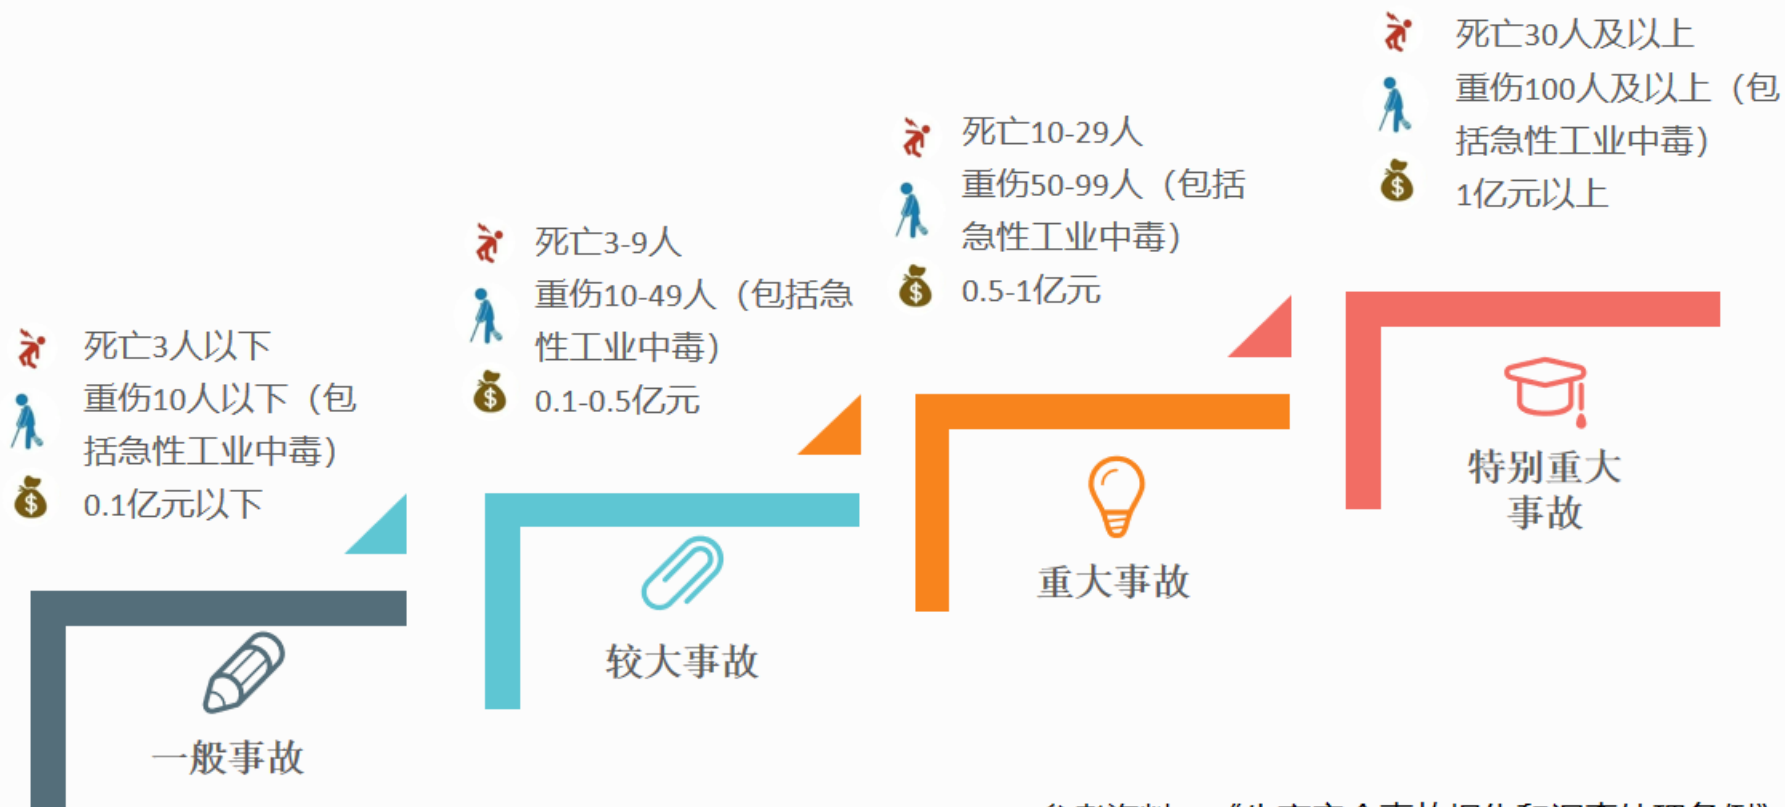 死亡3人以下
重伤10人以下（包
括急性工业中毒）
0.1亿元以下
一般事故
死亡3-9人
重伤10-49人（包括急
性工业中毒）
0.1-0.5亿元
较大事故
死亡10-29人
重伤50-99人（包括
急性工业中毒）
0.5-1亿元
重大事故
死亡30人及以上
重伤100人及以上（包
括急性工业中毒）
1亿元以上
特别重大
事故